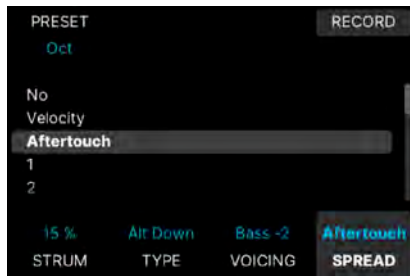 PRESET RECORD
Oct
No
Velocity
Aftertouch
1
2
15 % Alt Down Bass -2 Aftertouch
STRUM TYPE VOICING SPREAD